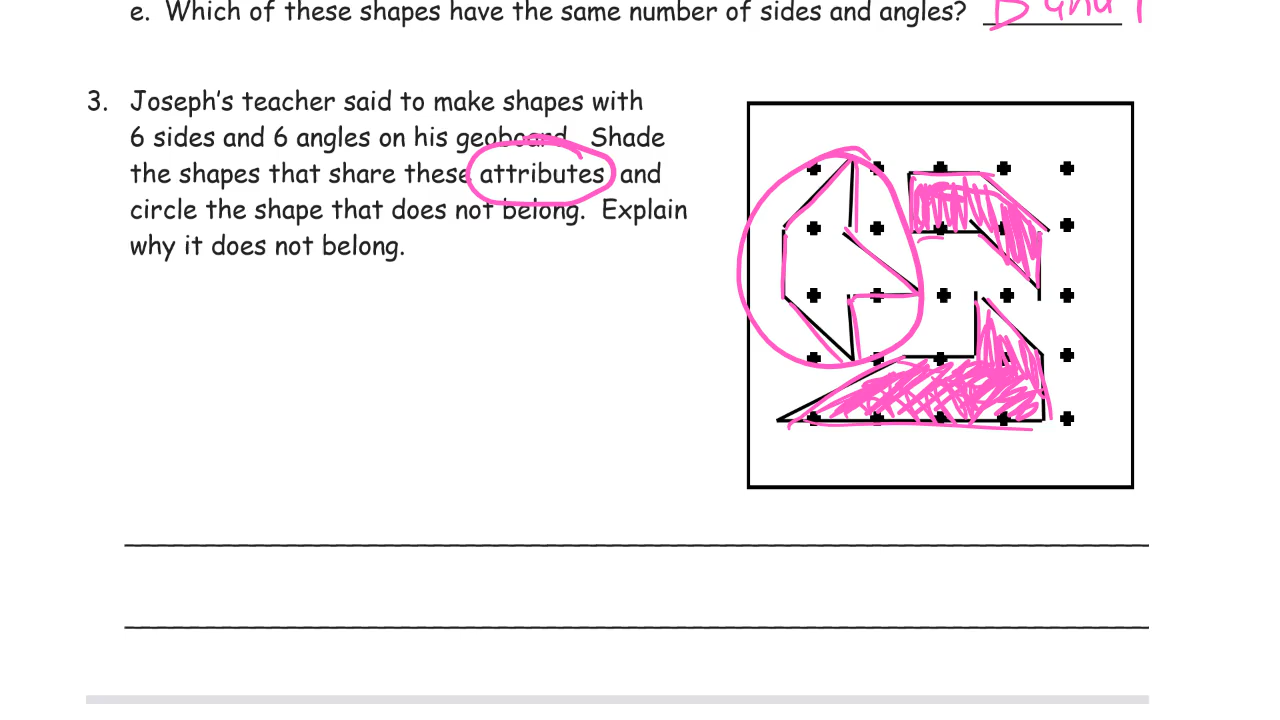 e. Which of these shapes have the same number of sides and angles?
3. Joseph's teacher said to make shapes with
6 sides and 6 angles on his geoboard. Shade
the shapes that share these attributes and
circle the shape that does not belong. Explain
why it does not belong.